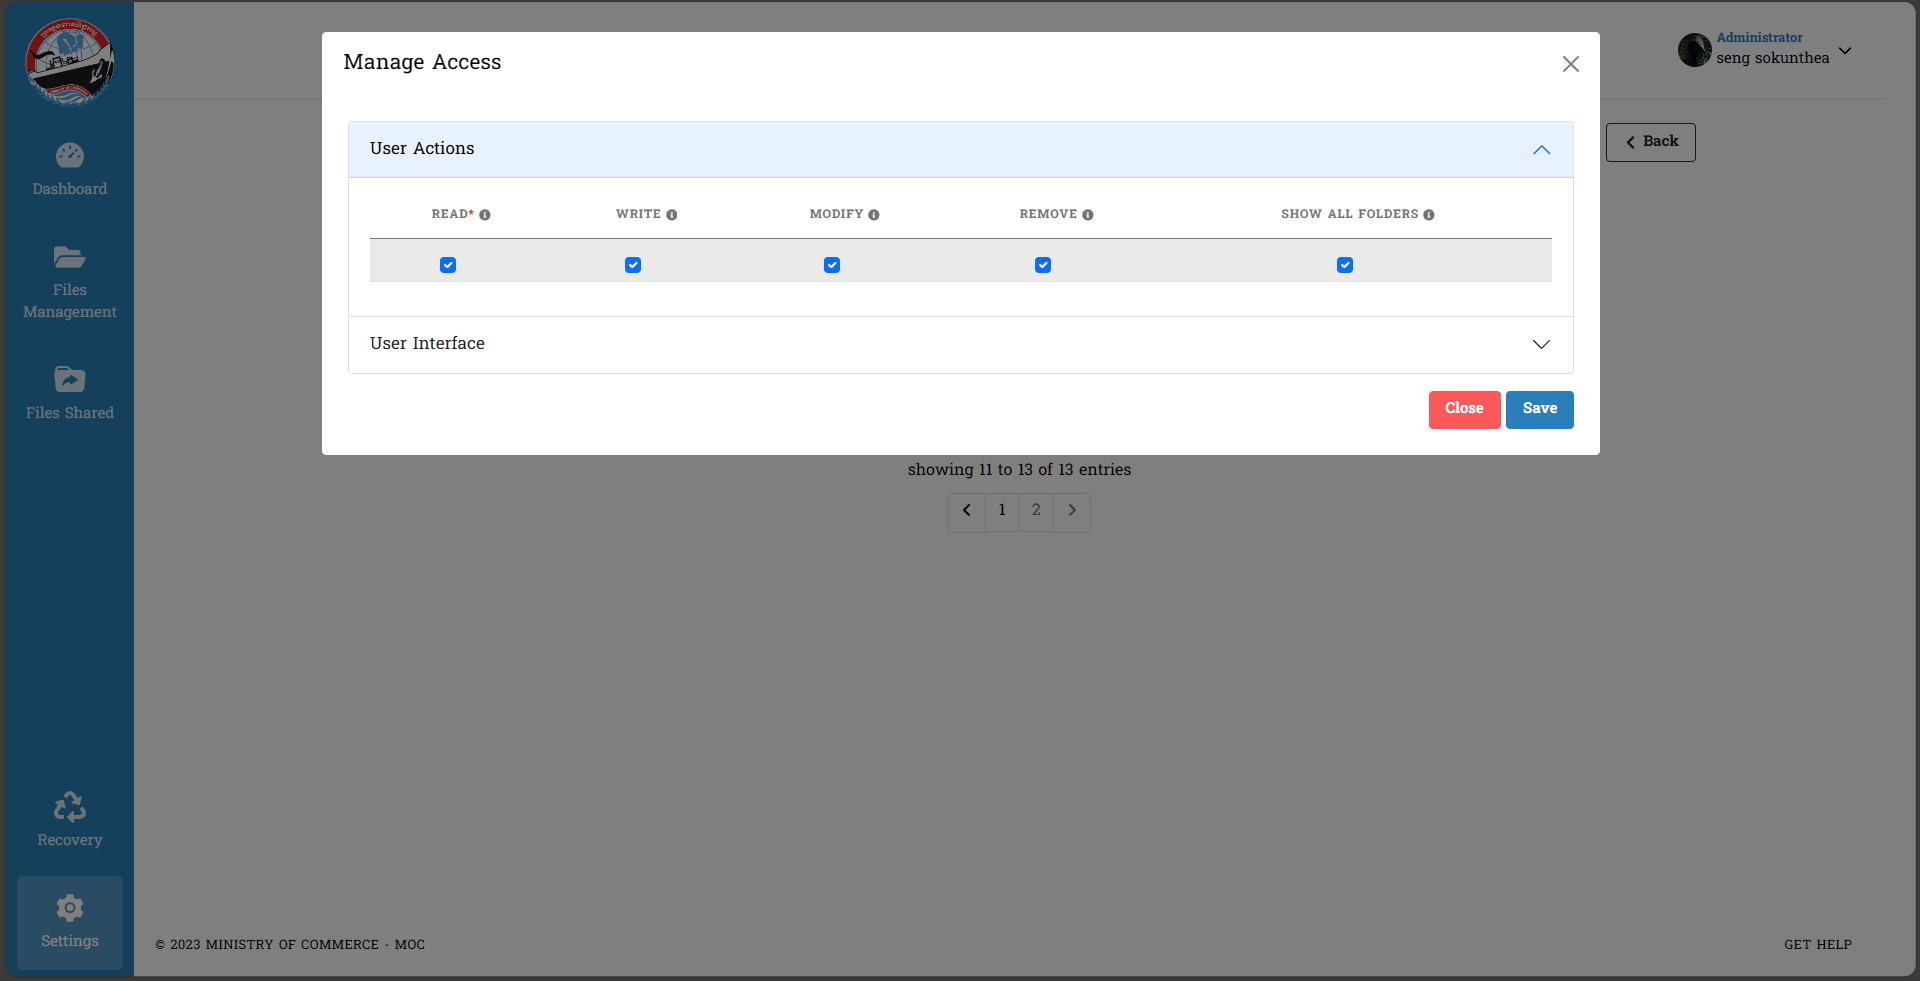 Manage Access
Administrator
seng sokunthea
Dashboard
Files
Management
Files Shared
Recovery
Settings
Back
User Actions
READ*
WRITE
MODIFY
REMOVE
SHOW ALL FOLDERS
User Interface
Close
Save
showing 11 to 13 of 13 entries
1
2
© 2023 MINISTRY OF COMMERCE - MOC
GET HELP